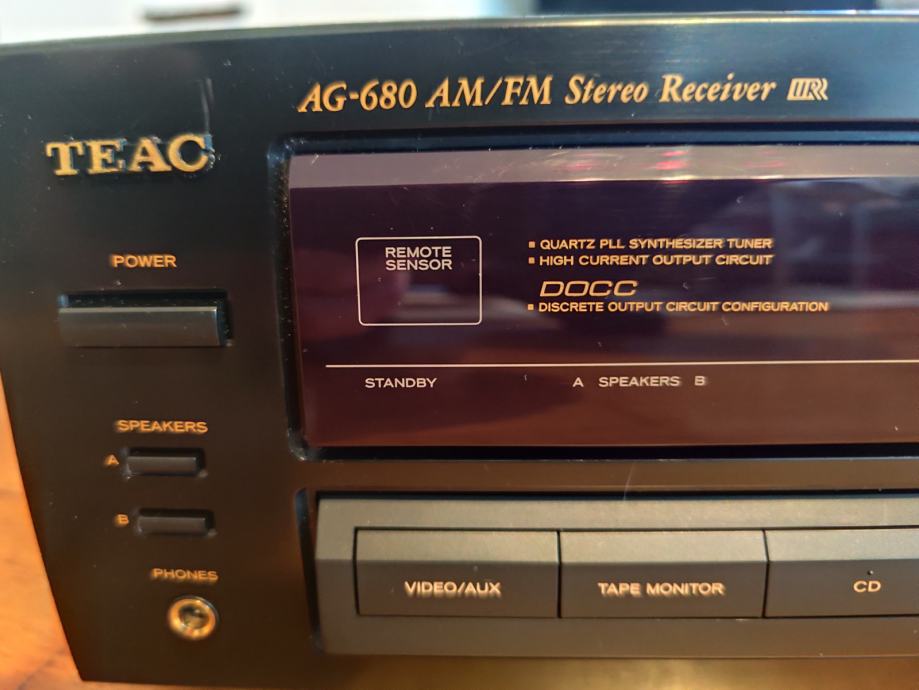 AG-680 AM/FM Stereo Receiver
TEAC
POWER
REMOTE
SENSOR
QUARTZ PLL SYNTHESIZER TUNER
HIGH CURRENT OUTPUT CIRCUIT
DOCC
DISCRETE OUTPUT CIRCUIT CONFIGURATION
STANDBY
A SPEAKERS B
SPEAKERS
A
B
PHONES
VIDEO/AUX
TAPE MONITOR
CD